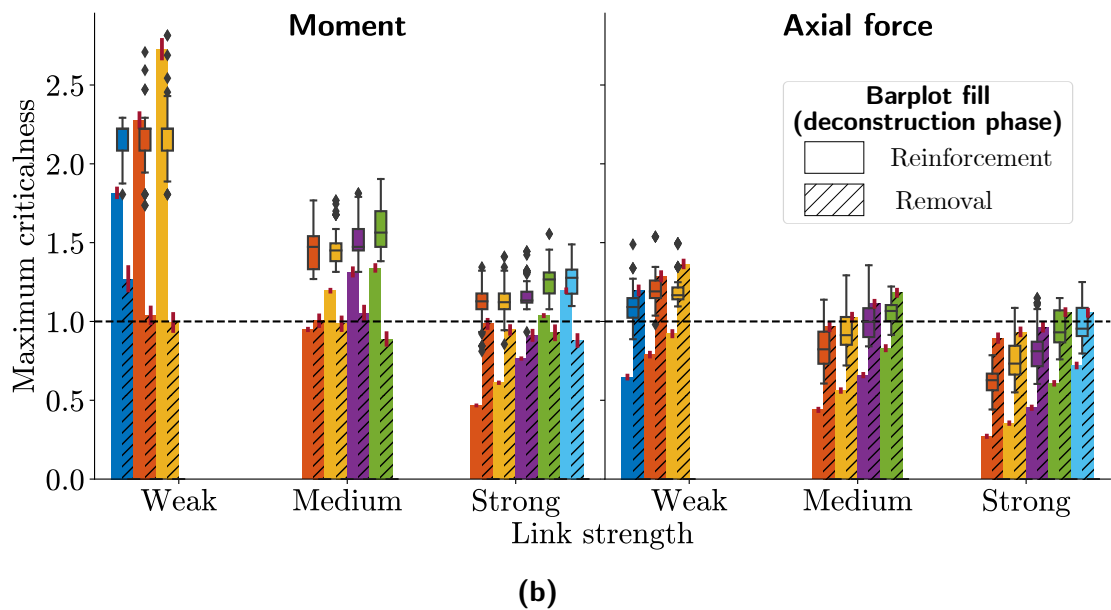 Moment
Axial force
Barplot fill
(deconstruction phase)
Reinforcement
Removal
Maximum criticalness
2.5
2.0
1.5
1.0
0.5
0.0
Weak
Medium
Strong
Weak
Medium
Strong
Link strength
(b)